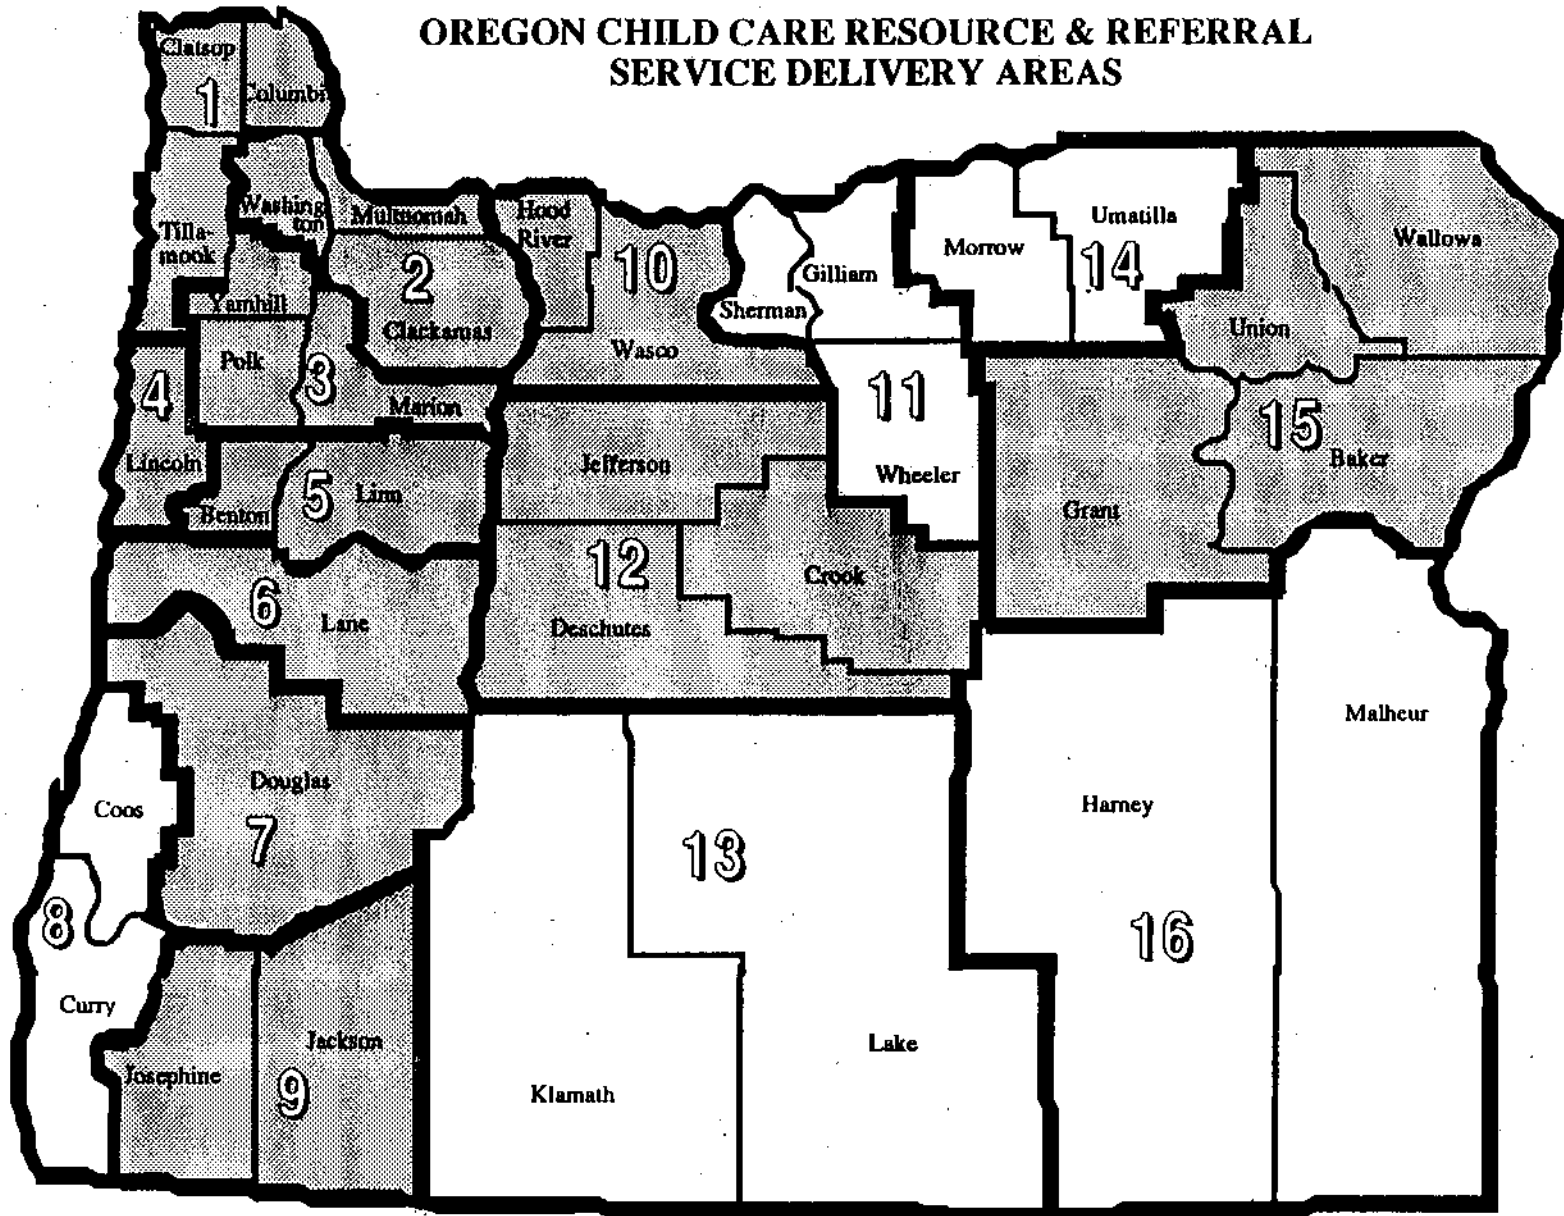 OREGON CHILD CARE RESOURCE & REFERRAL
SERVICE DELIVERY AREAS
Clatsop
1
Columbia
Tilla-
mook
Washing
ton
Multnomah
2
Clackamas
Yamhill
Polk
3
Marion
4
Lincoln
Benton
5
Linn
6
Lane
Douglas
7
Coos
8
Curry
Josephine
Jackson
9
Hood
River
10
Wasco
Sherman
Gilliam
11
Wheeler
Jefferson
12
Crook
Deschutes
13
Klamath
Lake
Morrow
Umatilla
14
Wallowa
Union
15
Baker
Grant
Harney
16
Malheur